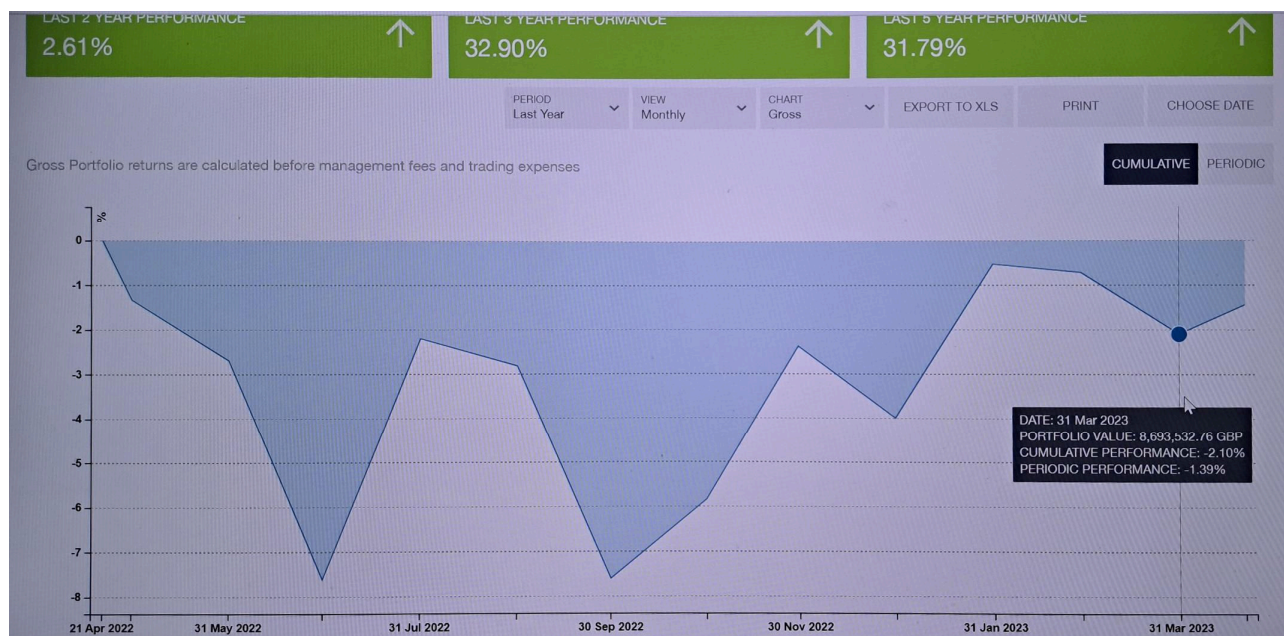 LAST 2 YEAR PERFORMANCE
2.61%
LAST 3 YEAR PERFORMANCE
32.90%
LAST 5 YEAR PERFORMANCE
31.79%
PERIOD
Last Year
VIEW
Monthly
CHART
Gross
EXPORT TO XLS
PRINT
CHOOSE DATE
Gross Portfolio returns are calculated before management fees and trading expenses
CUMULATIVE
PERIODIC
%
0
-1
-2
-3
-4
-5
-6
-7
-8
DATE: 31 Mar 2023
PORTFOLIO VALUE: 8,693,532.76 GBP
CUMULATIVE PERFORMANCE: -2.10%
PERIODIC PERFORMANCE: -1.39%
21 Apr 2022
31 May 2022
31 Jul 2022
30 Sep 2022
30 Nov 2022
31 Jan 2023
31 Mar 2023